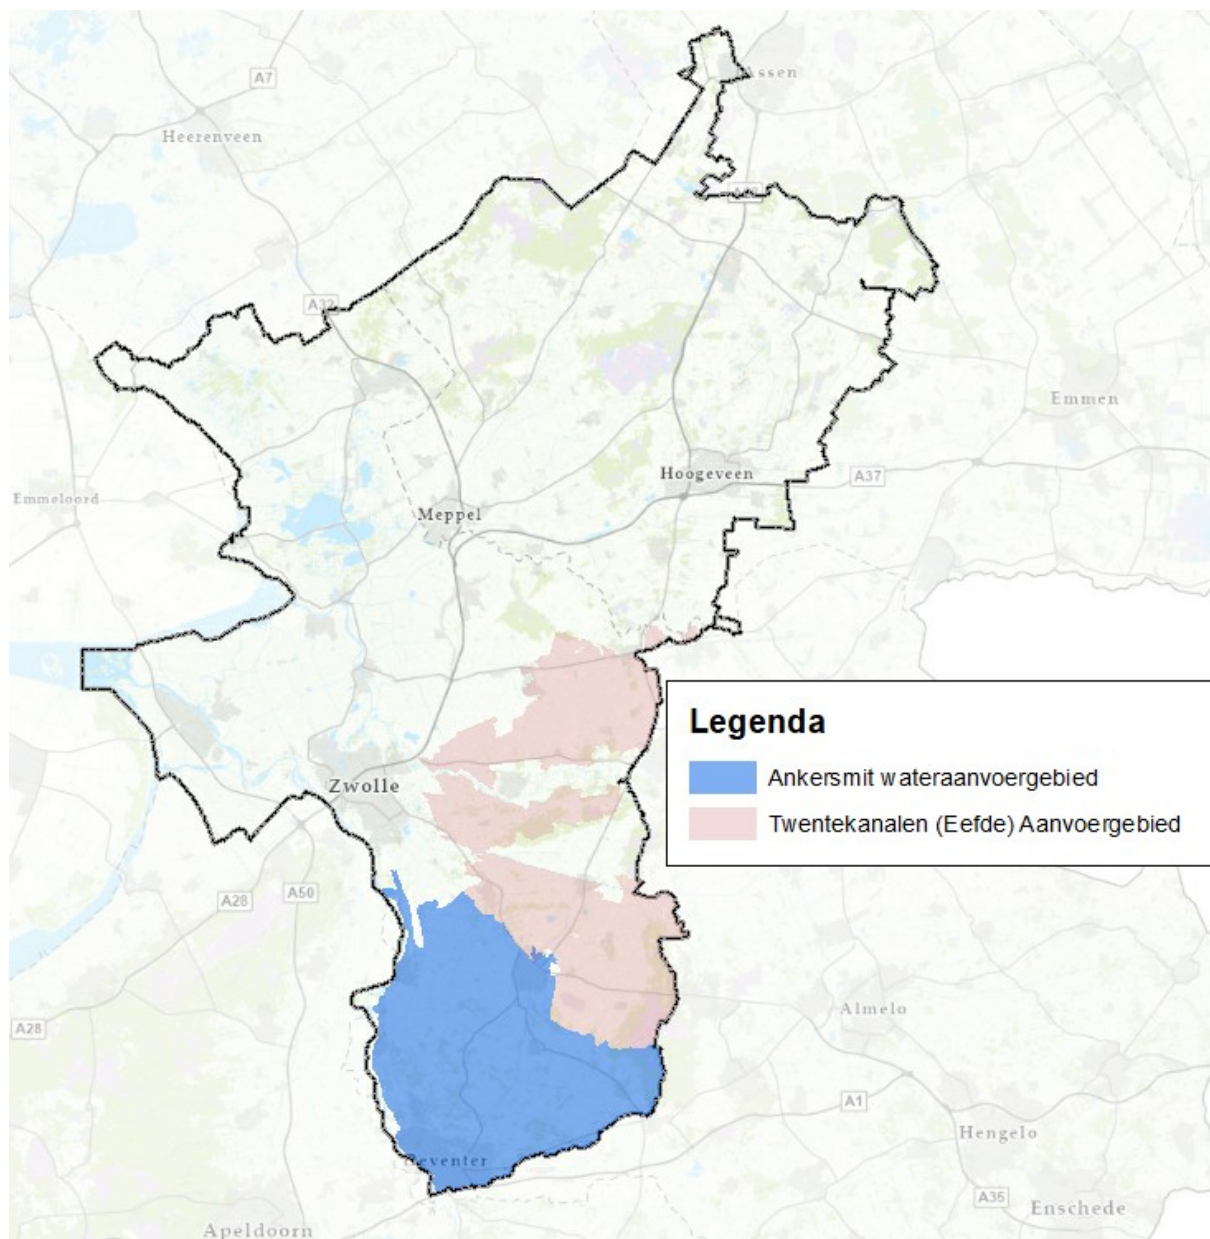 Assen
A7
Heerenveen
A32
Emmen
Hoogeveen
A37
Emmeloord
Meppel
Legenda
Ankersmit wateraanvoergebied
Twentekanalen (Eefde) Aanvoergebied
Zwolle
A28
A50
Almelo
A28
A1
Hengelo
Deventer
A35
Enschede
Apeldoorn